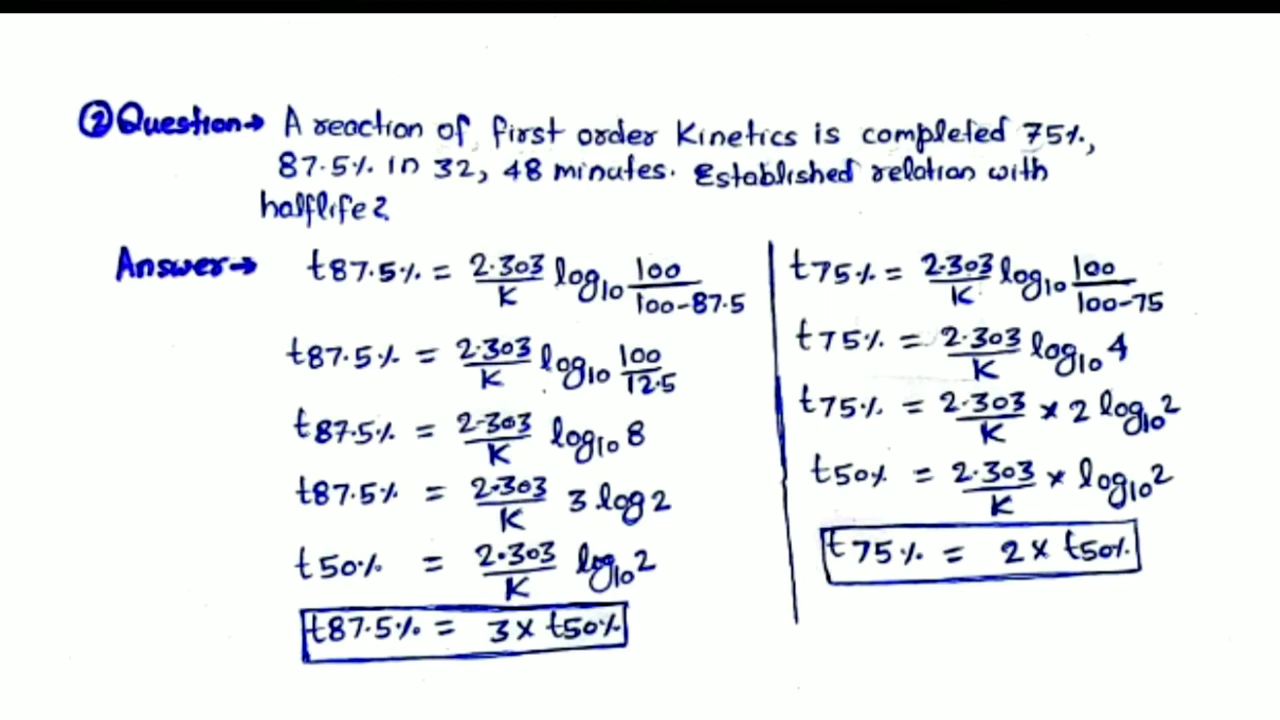 ② Question→ A reaction of first order Kinetics is completed 75%,
87.5% in 32, 48 minutes. Established relation with
halflife?
Answer→ t87.5% = 2.303/K log10 100/100-87.5
t87.5% = 2.303/K log10 100/12.5
t87.5% = 2.303/K log10 8
t87.5% = 2.303/K 3 log 2
t50% = 2.303/K log10 2
t87.5% = 3 x t50%
t75% = 2.303/K log10 100/100-75
t75% = 2.303/K log10 4
t75% = 2.303/K x 2 log10 2
t50% = 2.303/K x log10 2
t75% = 2 x t50%